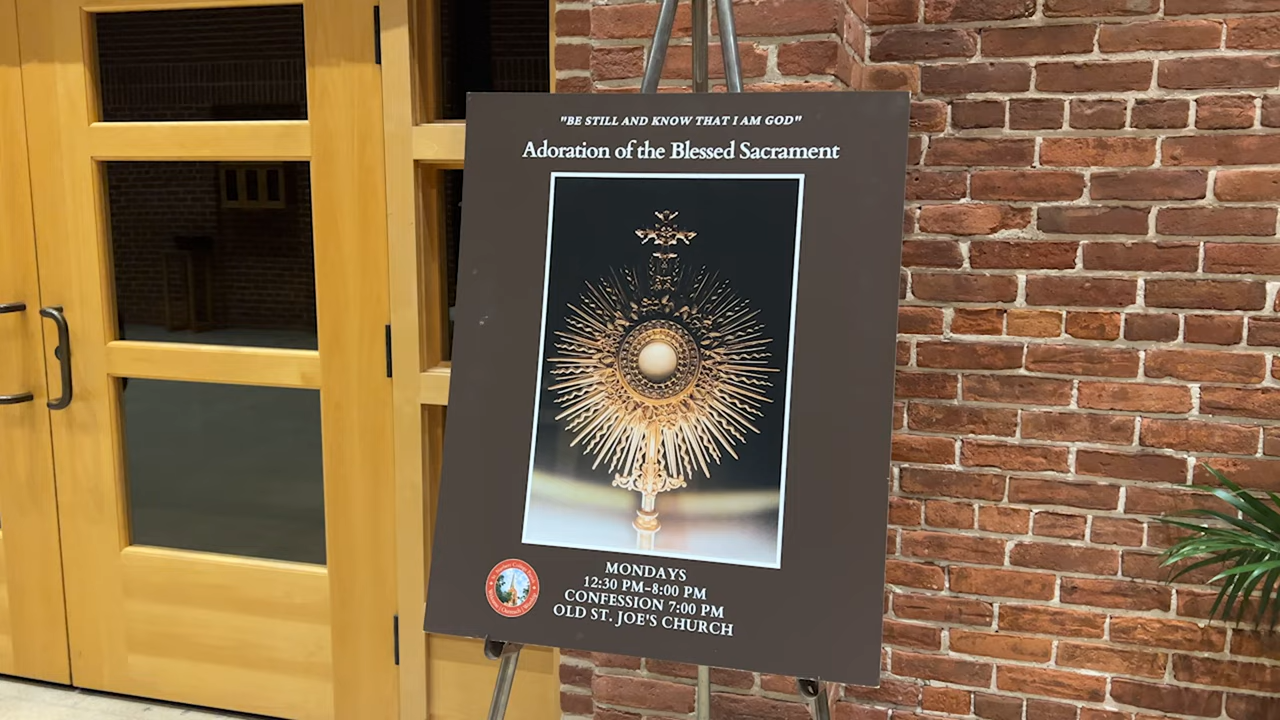 "BE STILL AND KNOW THAT I AM GOD"
Adoration of the Blessed Sacrament
MONDAYS
12:30 PM-8:00 PM
CONFESSION 7:00 PM
OLD ST. JOE'S CHURCH